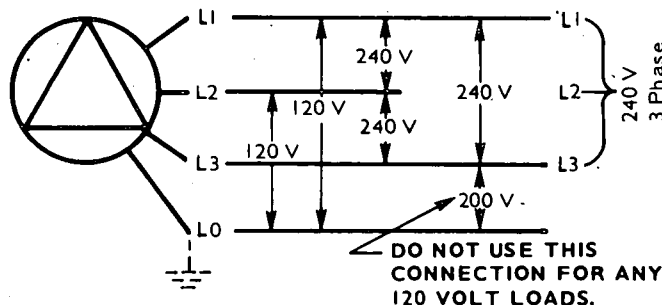 L1
L1
240 V
L2
120 V
240 V
L2
240 V
3 Phase
240 V
120 V
L3
L3
200 V
L0
DO NOT USE THIS
CONNECTION FOR ANY
120 VOLT LOADS.